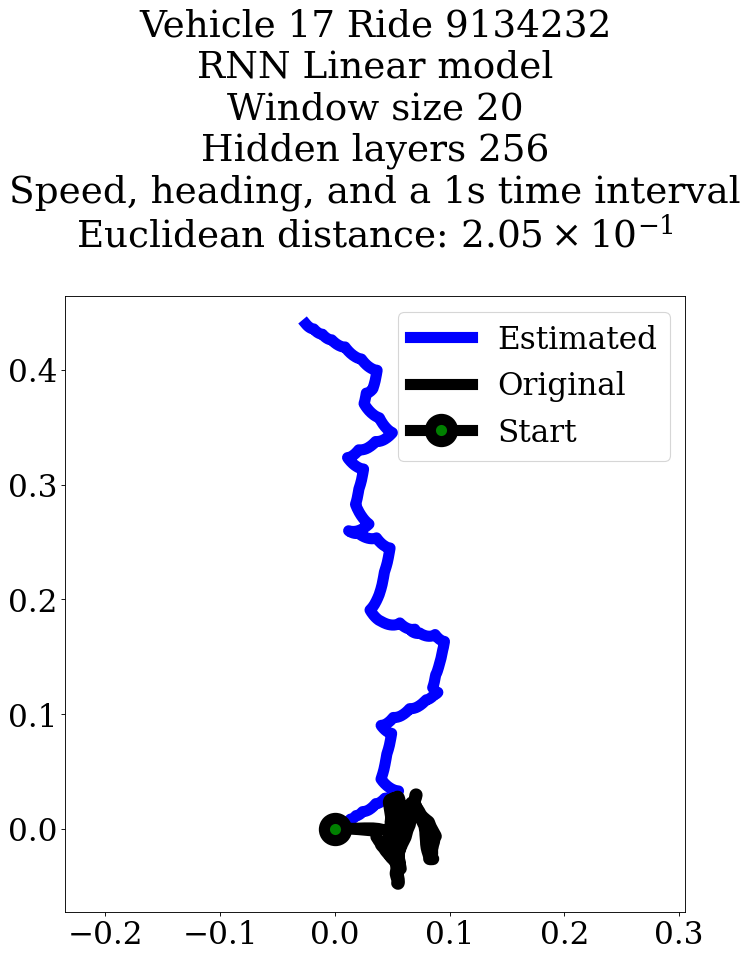 Vehicle 17 Ride 9134232
RNN Linear model
Window size 20
Hidden layers 256
Speed, heading, and a 1s time interval
Euclidean distance: 2.05 × 10⁻¹
Estimated
Original
Start
0.4
0.3
0.2
0.1
0.0
−0.2 −0.1 0.0 0.1 0.2 0.3